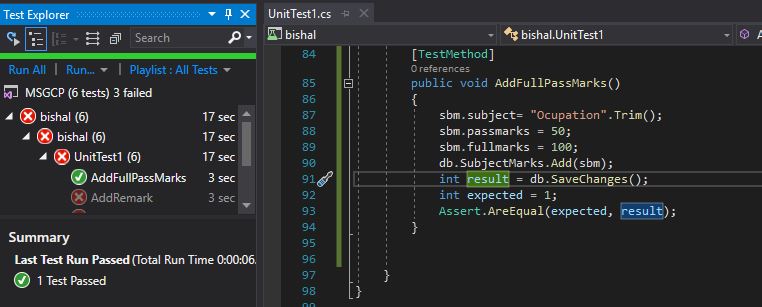 Test Explorer
Search
Run All | Run... | Playlist : All Tests
MSGCP (6 tests) 3 failed
bishal (6) 17 sec
bishal (6) 17 sec
UnitTest1 (6) 17 sec
AddFullPassMarks 3 sec
AddRemark 3 sec
Summary
Last Test Run Passed (Total Run Time 0:00:06.
1 Test Passed
UnitTest1.cs
bishal bishal.UnitTest1
84 [TestMethod]
0 references
85 public void AddFullPassMarks()
86 {
87 sbm.subject= "Ocupation".Trim();
88 sbm.passmarks = 50;
89 sbm.fullmarks = 100;
90 db.SubjectMarks.Add(sbm);
91 int result = db.SaveChanges();
92 int expected = 1;
93 Assert.AreEqual(expected, result);
94 }
95
96
97 }
98 }